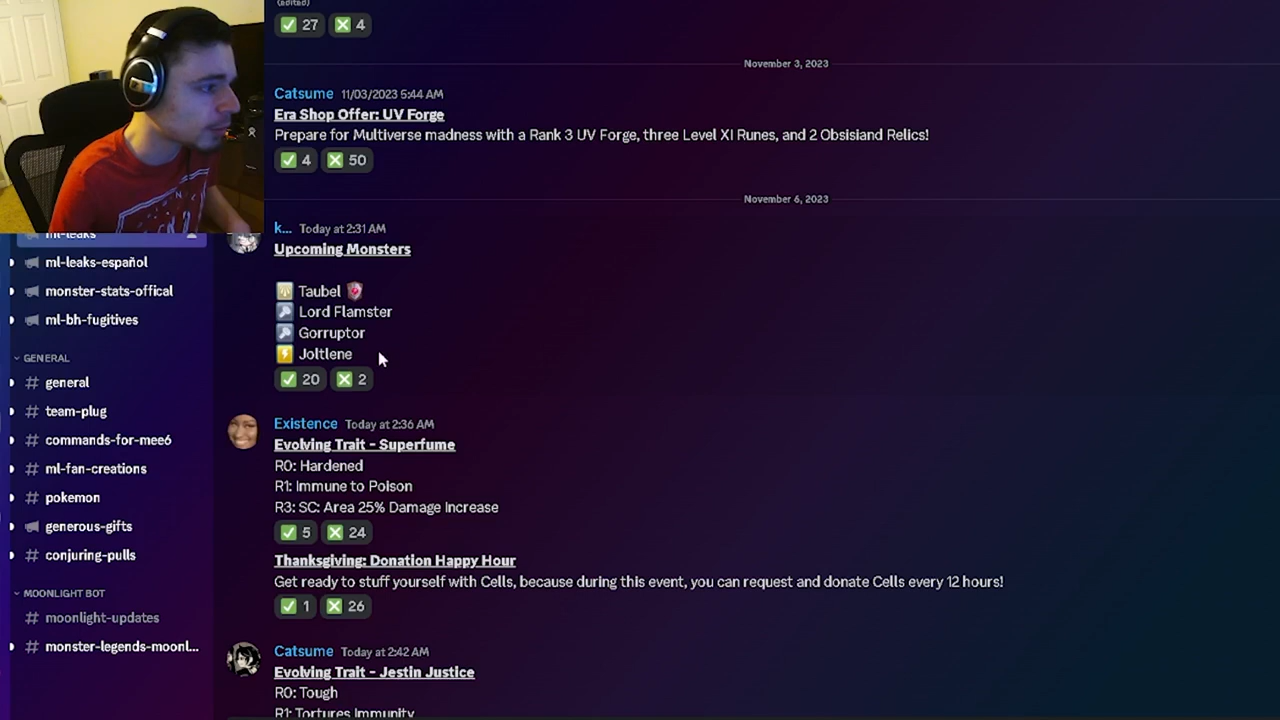 (edited)
27 4
November 3, 2023
Catsume 11/03/2023 5:44 AM
Era Shop Offer: UV Forge
Prepare for Multiverse madness with a Rank 3 UV Forge, three Level XI Runes, and 2 Obsisiand Relics!
4 50
November 6, 2023
k... Today at 2:31 AM
Upcoming Monsters
Taubel
Lord Flamster
Gorruptor
Joltlene
20 2
Existence Today at 2:36 AM
Evolving Trait - Superfume
R0: Hardened
R1: Immune to Poison
R3: SC: Area 25% Damage Increase
5 24
Thanksgiving: Donation Happy Hour
Get ready to stuff yourself with Cells, because during this event, you can request and donate Cells every 12 hours!
1 26
Catsume Today at 2:42 AM
Evolving Trait - Jestin Justice
R0: Tough
R1: Tortures Immunity
ml-leaks
ml-leaks-español
monster-stats-offical
ml-bh-fugitives
GENERAL
general
team-plug
commands-for-mee6
ml-fan-creations
pokemon
generous-gifts
conjuring-pulls
MOONLIGHT BOT
moonlight-updates
monster-legends-moonl...